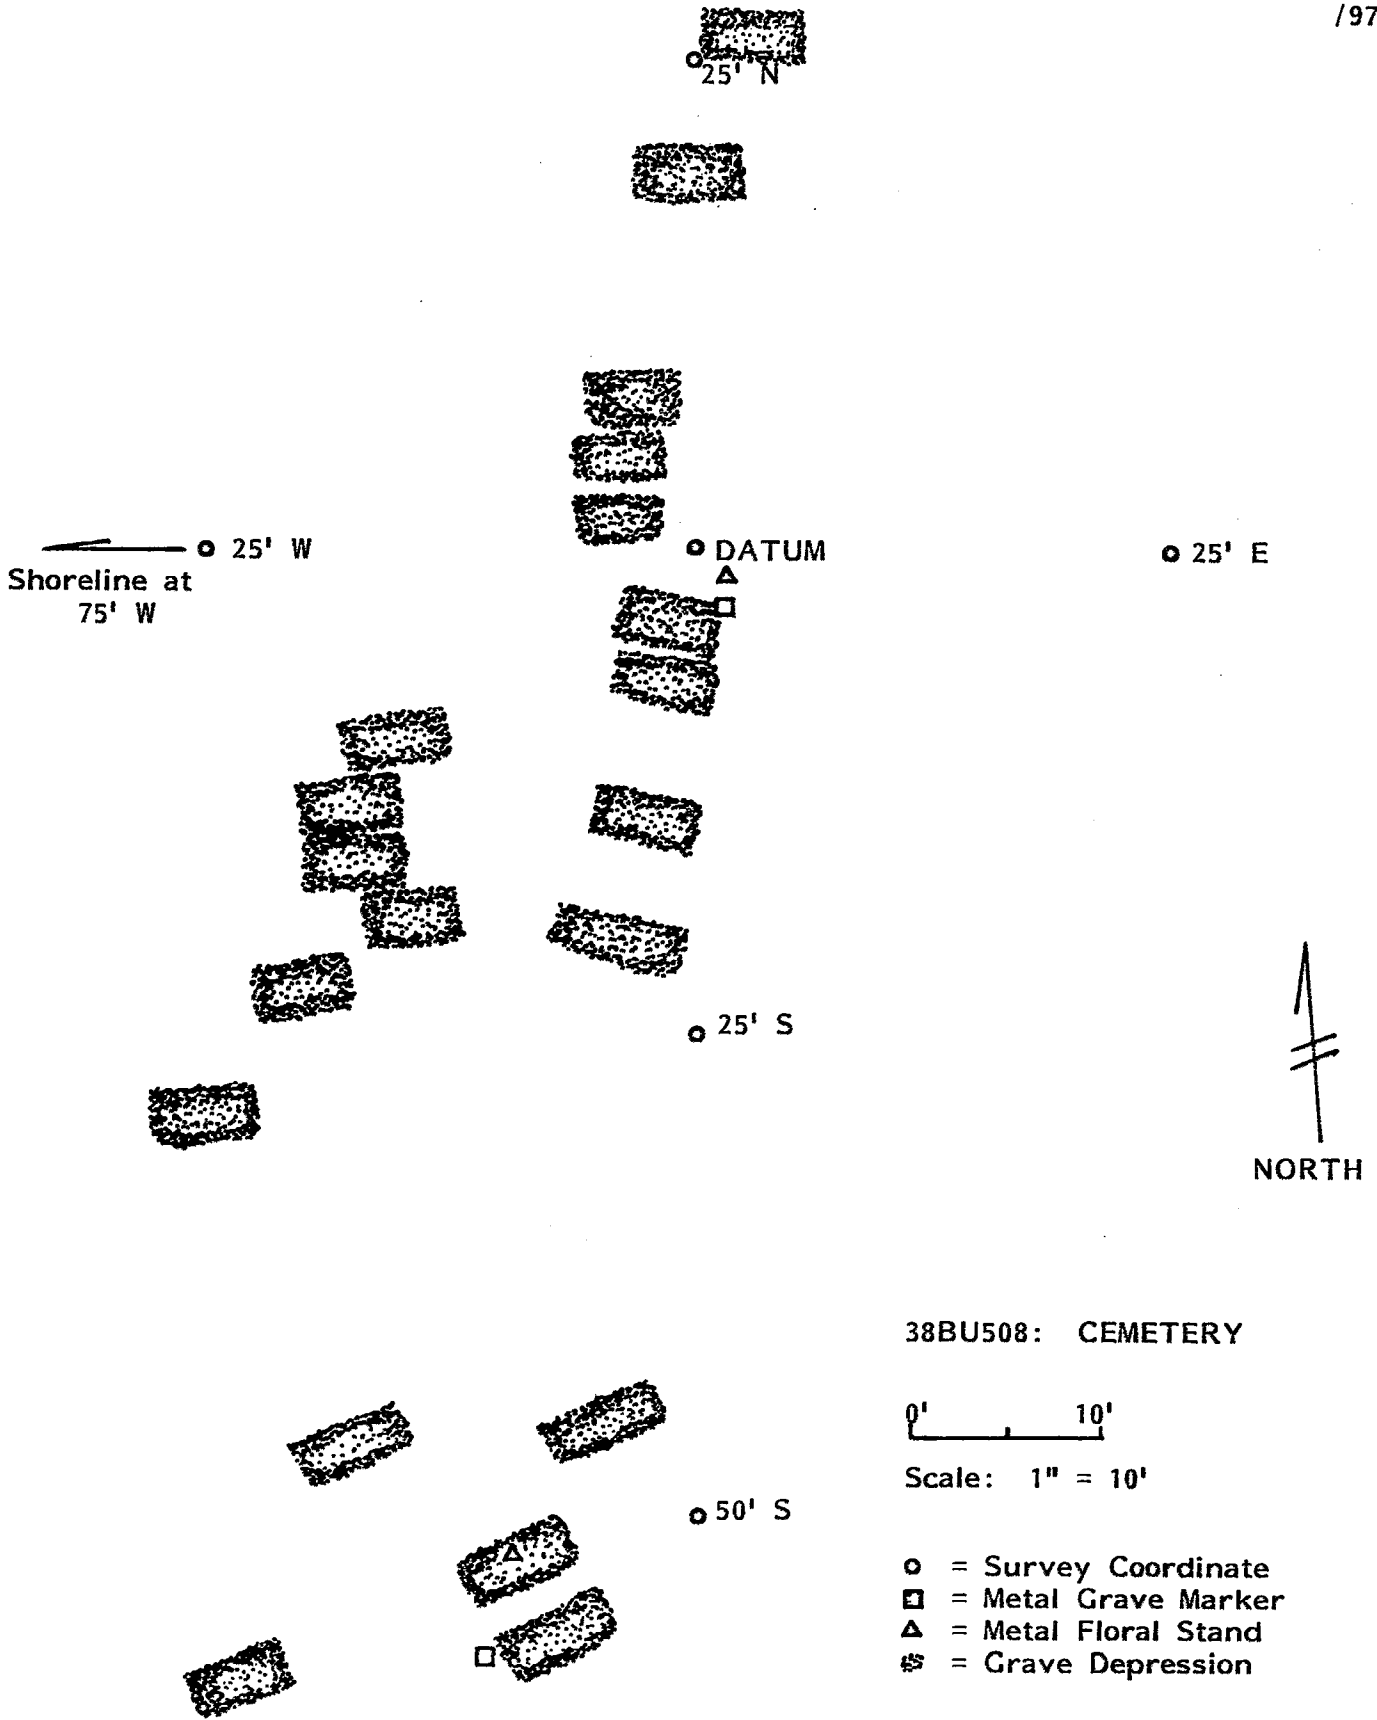 /97
25' N
25' W
DATUM
25' E
Shoreline at
75' W
25' S
NORTH
38BU508: CEMETERY
0' 10'
Scale: 1" = 10'
50' S
= Survey Coordinate
= Metal Grave Marker
= Metal Floral Stand
= Grave Depression